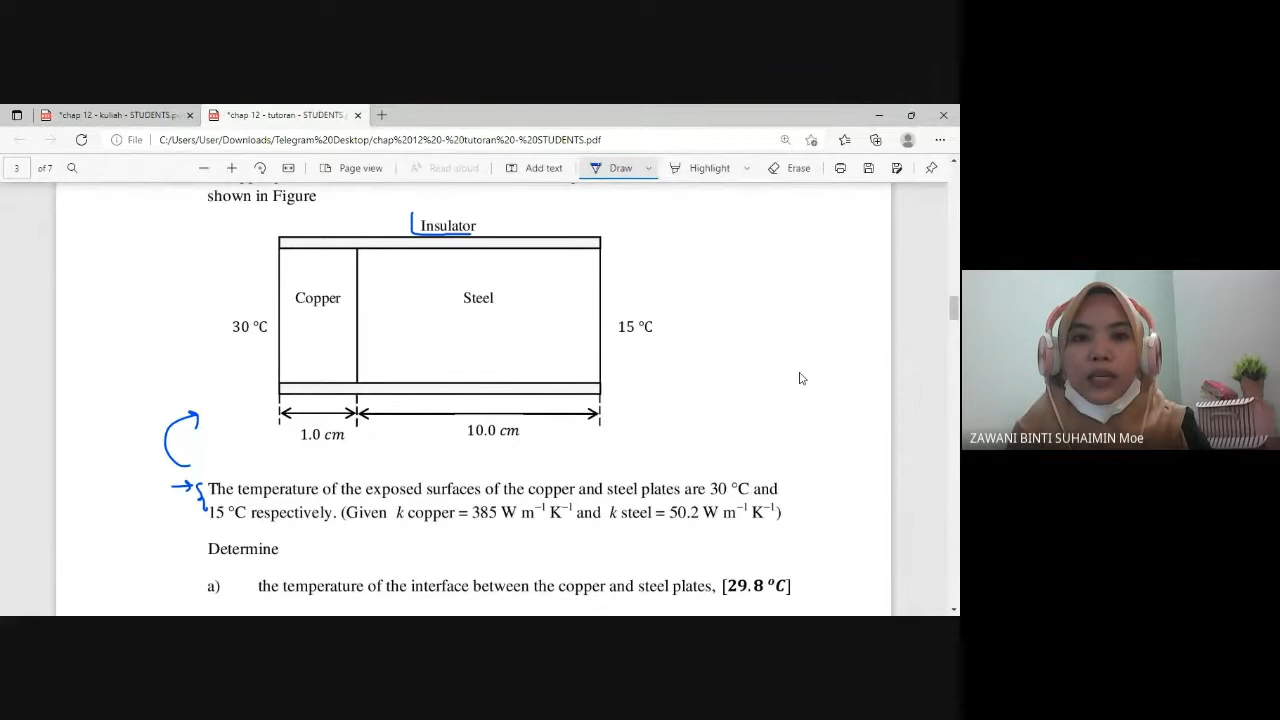 *chap 12 - kuliah - STUDENTS.p
*chap 12 - tutoran - STUDENTS
File
C:/Users/User/Downloads/Telegram%20Desktop/chap%2012%20-%20tutoran%20-%20STUDENTS.pdf
3 of 7
Page view
Read aloud
Add text
Draw
Highlight
Erase
shown in Figure
Insulator
Copper
Steel
30 °C
15 °C
1.0 cm
10.0 cm
The temperature of the exposed surfaces of the copper and steel plates are 30 °C and
15 °C respectively. (Given k copper = 385 W m⁻¹ K⁻¹ and k steel = 50.2 W m⁻¹ K⁻¹)
Determine
a) the temperature of the interface between the copper and steel plates, [29.8 °C]
ZAWANI BINTI SUHAIMIN Moe